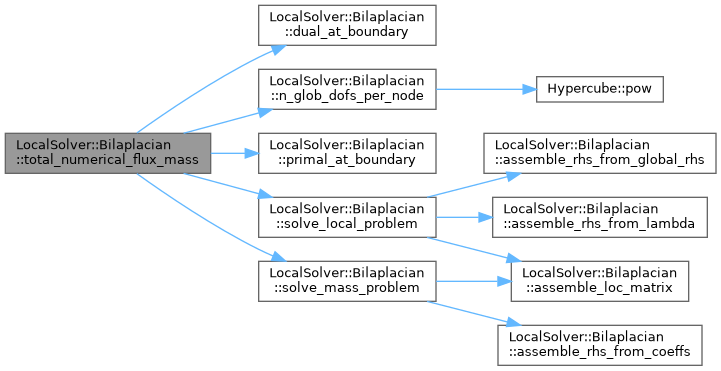 LocalSolver::Bilaplacian
::total_numerical_flux_mass
LocalSolver::Bilaplacian
::dual_at_boundary
LocalSolver::Bilaplacian
::n_glob_dofs_per_node
Hypercube::pow
LocalSolver::Bilaplacian
::primal_at_boundary
LocalSolver::Bilaplacian
::solve_local_problem
LocalSolver::Bilaplacian
::assemble_rhs_from_global_rhs
LocalSolver::Bilaplacian
::assemble_rhs_from_lambda
LocalSolver::Bilaplacian
::assemble_loc_matrix
LocalSolver::Bilaplacian
::solve_mass_problem
LocalSolver::Bilaplacian
::assemble_rhs_from_coeffs